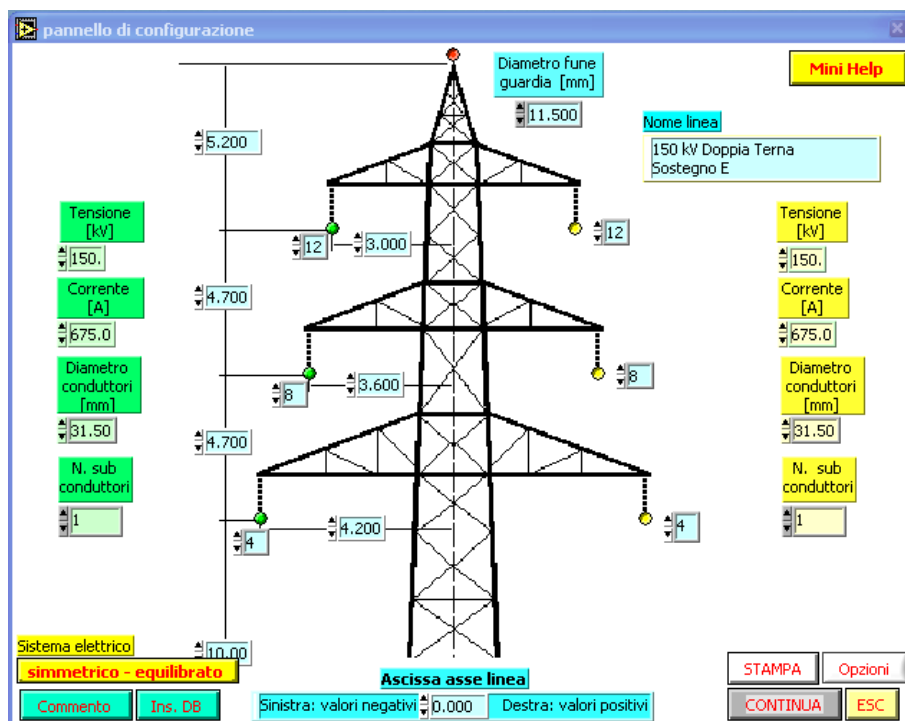 pannello di configurazione
Diametro fune
guardia [mm]
11.500
Mini Help
Nome linea
150 kV Doppia Terna
Sostegno E
5.200
Tensione
[kV]
150.
12
3.000
12
Tensione
[kV]
150.
Corrente
[A]
675.0
4.700
Corrente
[A]
675.0
Diametro
conduttori
[mm]
31.50
8
3.600
8
Diametro
conduttori
[mm]
31.50
4.700
N. sub
conduttori
1
4
4.200
4
N. sub
conduttori
1
Sistema elettrico
simmetrico - equilibrato
10.00
Ascissa asse linea
STAMPA
Opzioni
Commento
Ins. DB
Sinistra: valori negativi
0.000
Destra: valori positivi
CONTINUA
ESC